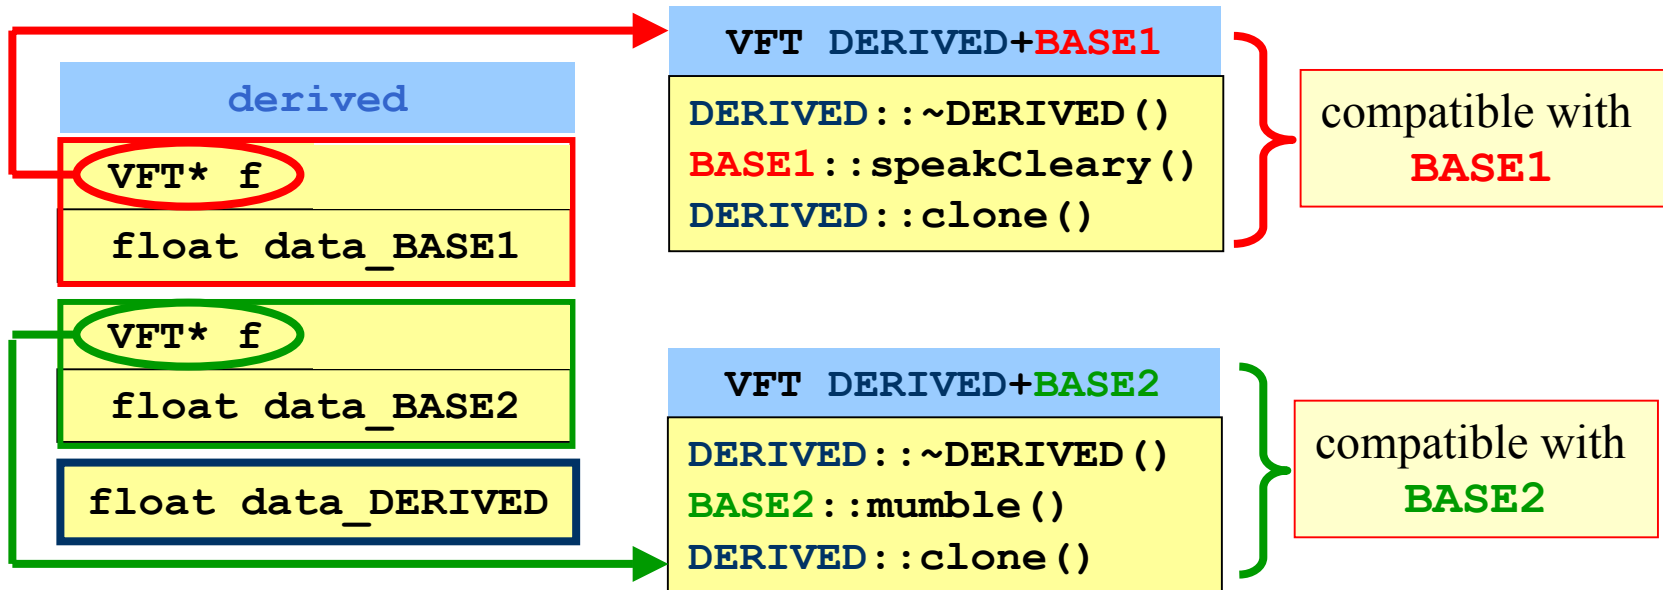 derived
VFT* f
float data_BASE1
VFT* f
float data_BASE2
float data_DERIVED
VFT DERIVED+BASE1
DERIVED::~DERIVED()
BASE1::speakCleary()
DERIVED::clone()
compatible with
BASE1
VFT DERIVED+BASE2
DERIVED::~DERIVED()
BASE2::mumble()
DERIVED::clone()
compatible with
BASE2